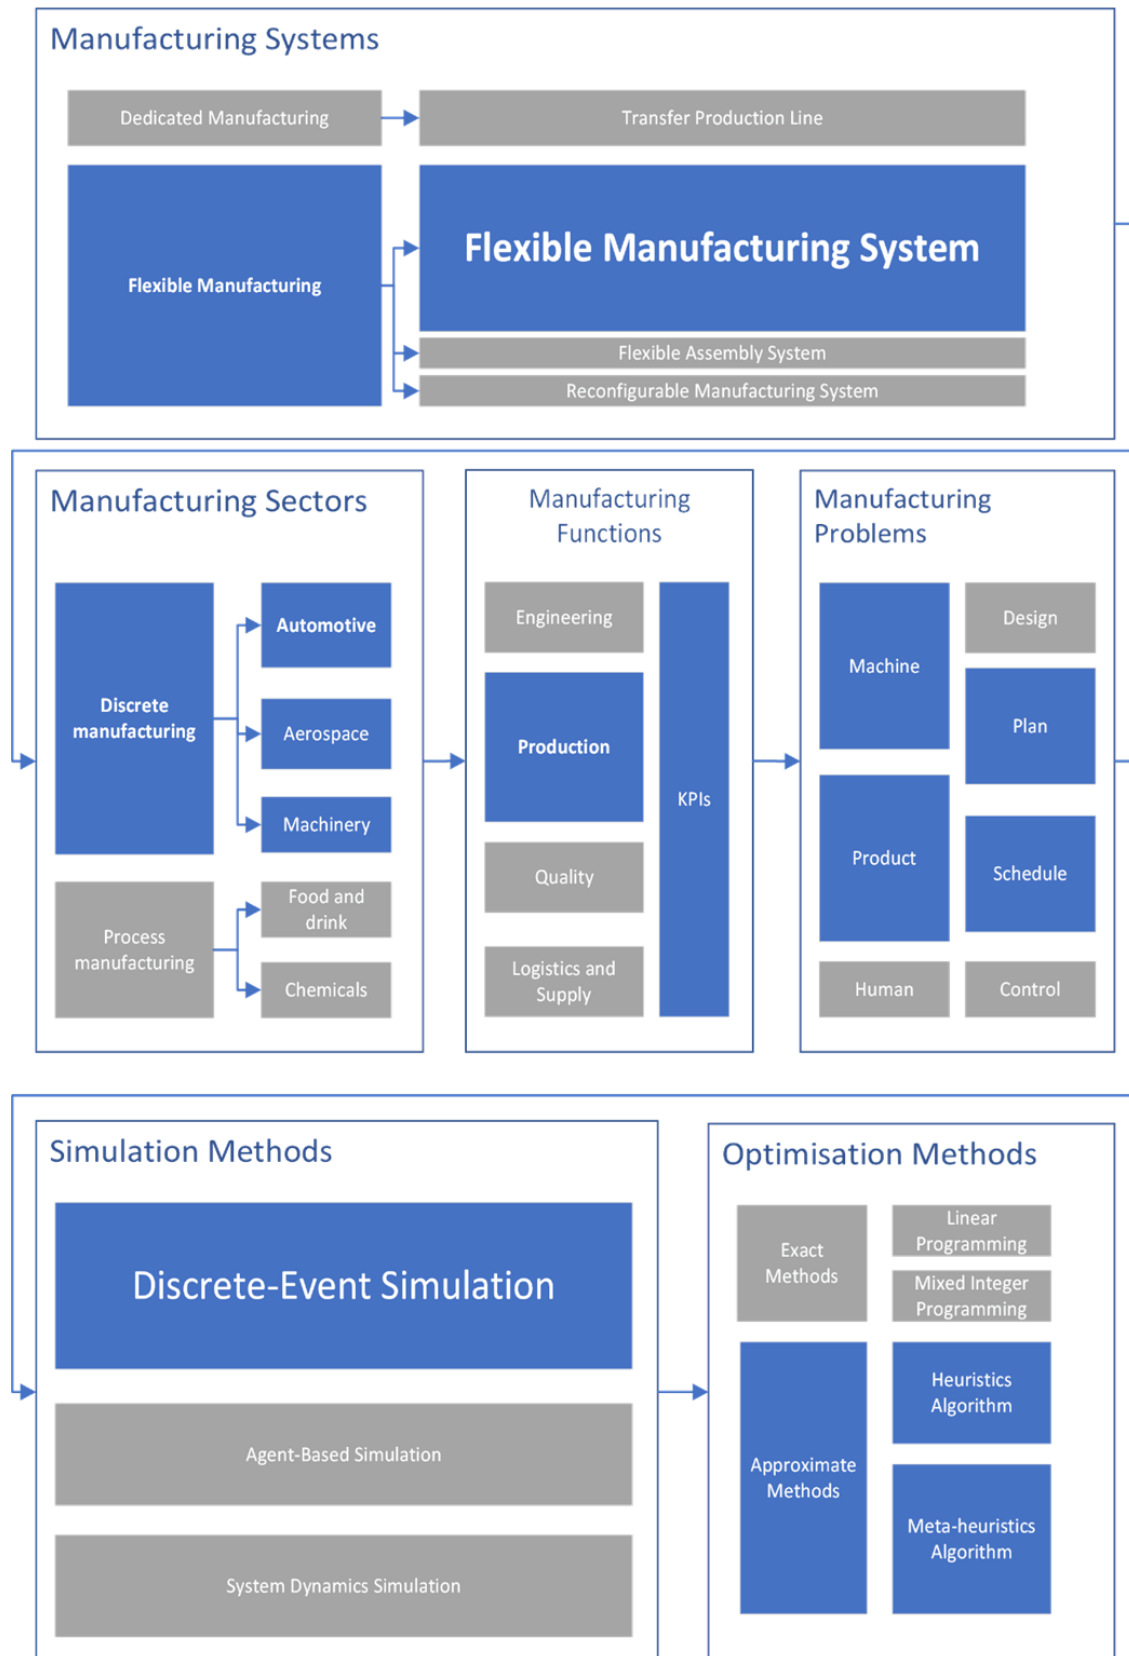 Manufacturing Systems
Dedicated Manufacturing
Transfer Production Line
Flexible Manufacturing
Flexible Manufacturing System
Flexible Assembly System
Reconfigurable Manufacturing System
Manufacturing Sectors
Discrete
manufacturing
Automotive
Aerospace
Machinery
Process
manufacturing
Food and
drink
Chemicals
Manufacturing
Functions
Engineering
Production
Quality
Logistics and
Supply
KPIs
Manufacturing
Problems
Machine
Product
Human
Design
Plan
Schedule
Control
Simulation Methods
Discrete-Event Simulation
Agent-Based Simulation
System Dynamics Simulation
Optimisation Methods
Exact
Methods
Linear
Programming
Mixed Integer
Programming
Approximate
Methods
Heuristics
Algorithm
Meta-heuristics
Algorithm